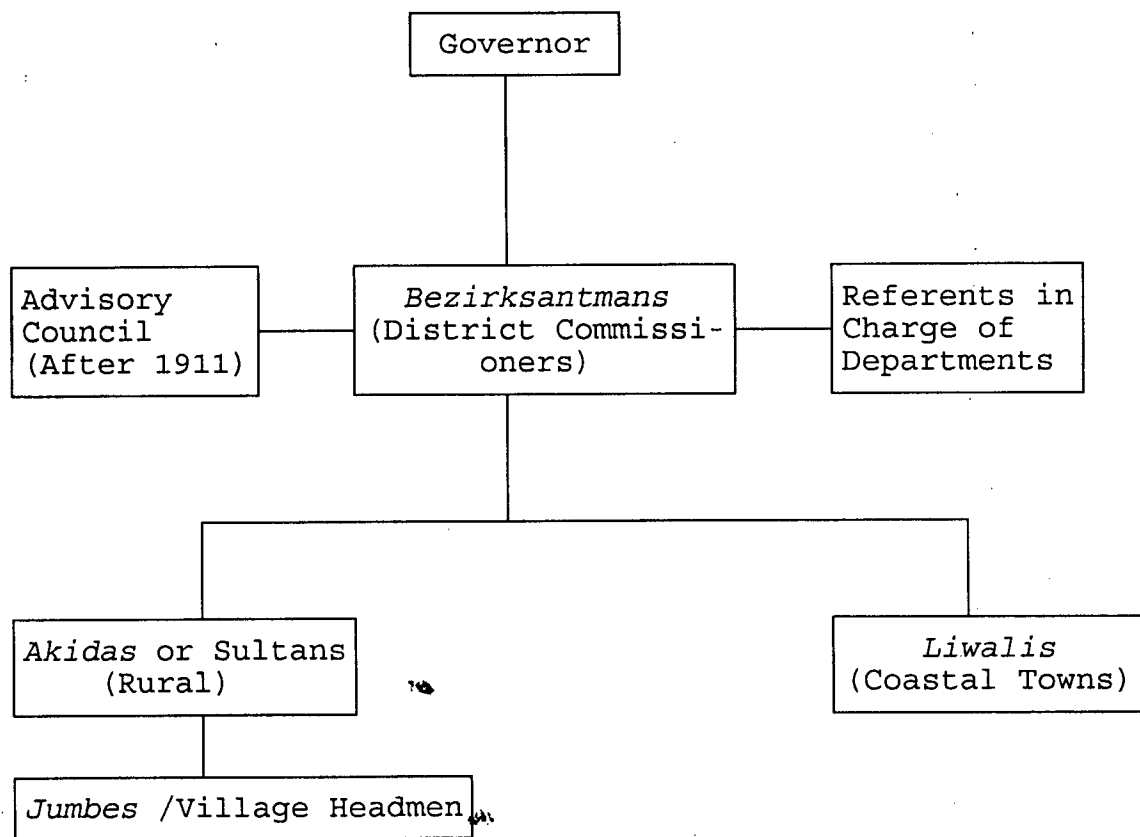 Governor
Advisory
Council
(After 1911)
Bezirksantmans
(District Commissi-
oners)
Referents in
Charge of
Departments
Akidas or Sultans
(Rural)
Liwalis
(Coastal Towns)
Jumbes /Village Headmen